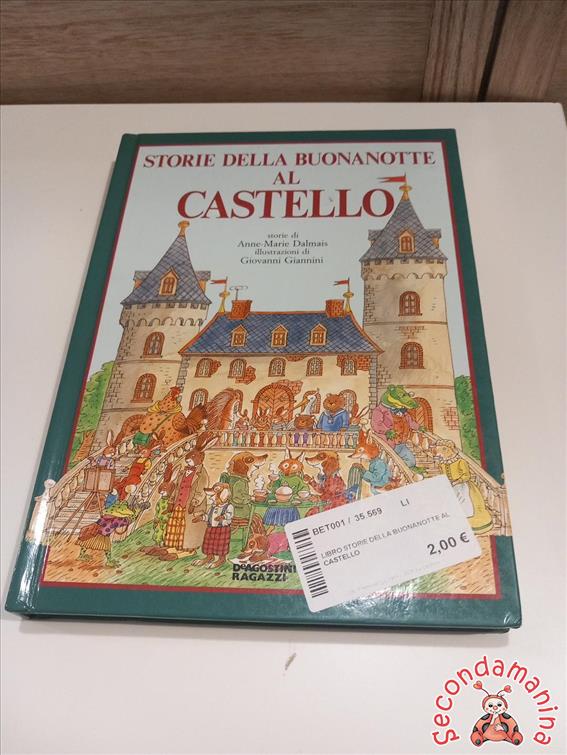 STORIE DELLA BUONANOTTE
AL
CASTELLO
storie di
Anne-Marie Dalmais
illustrazioni di
Giovanni Giannini
DEAGOSTINI
RAGAZZI
BET001 / 35.569 LI
LIBRO STORIE DELLA BUONANOTTE AL
CASTELLO
2,00 €
Secondamanina